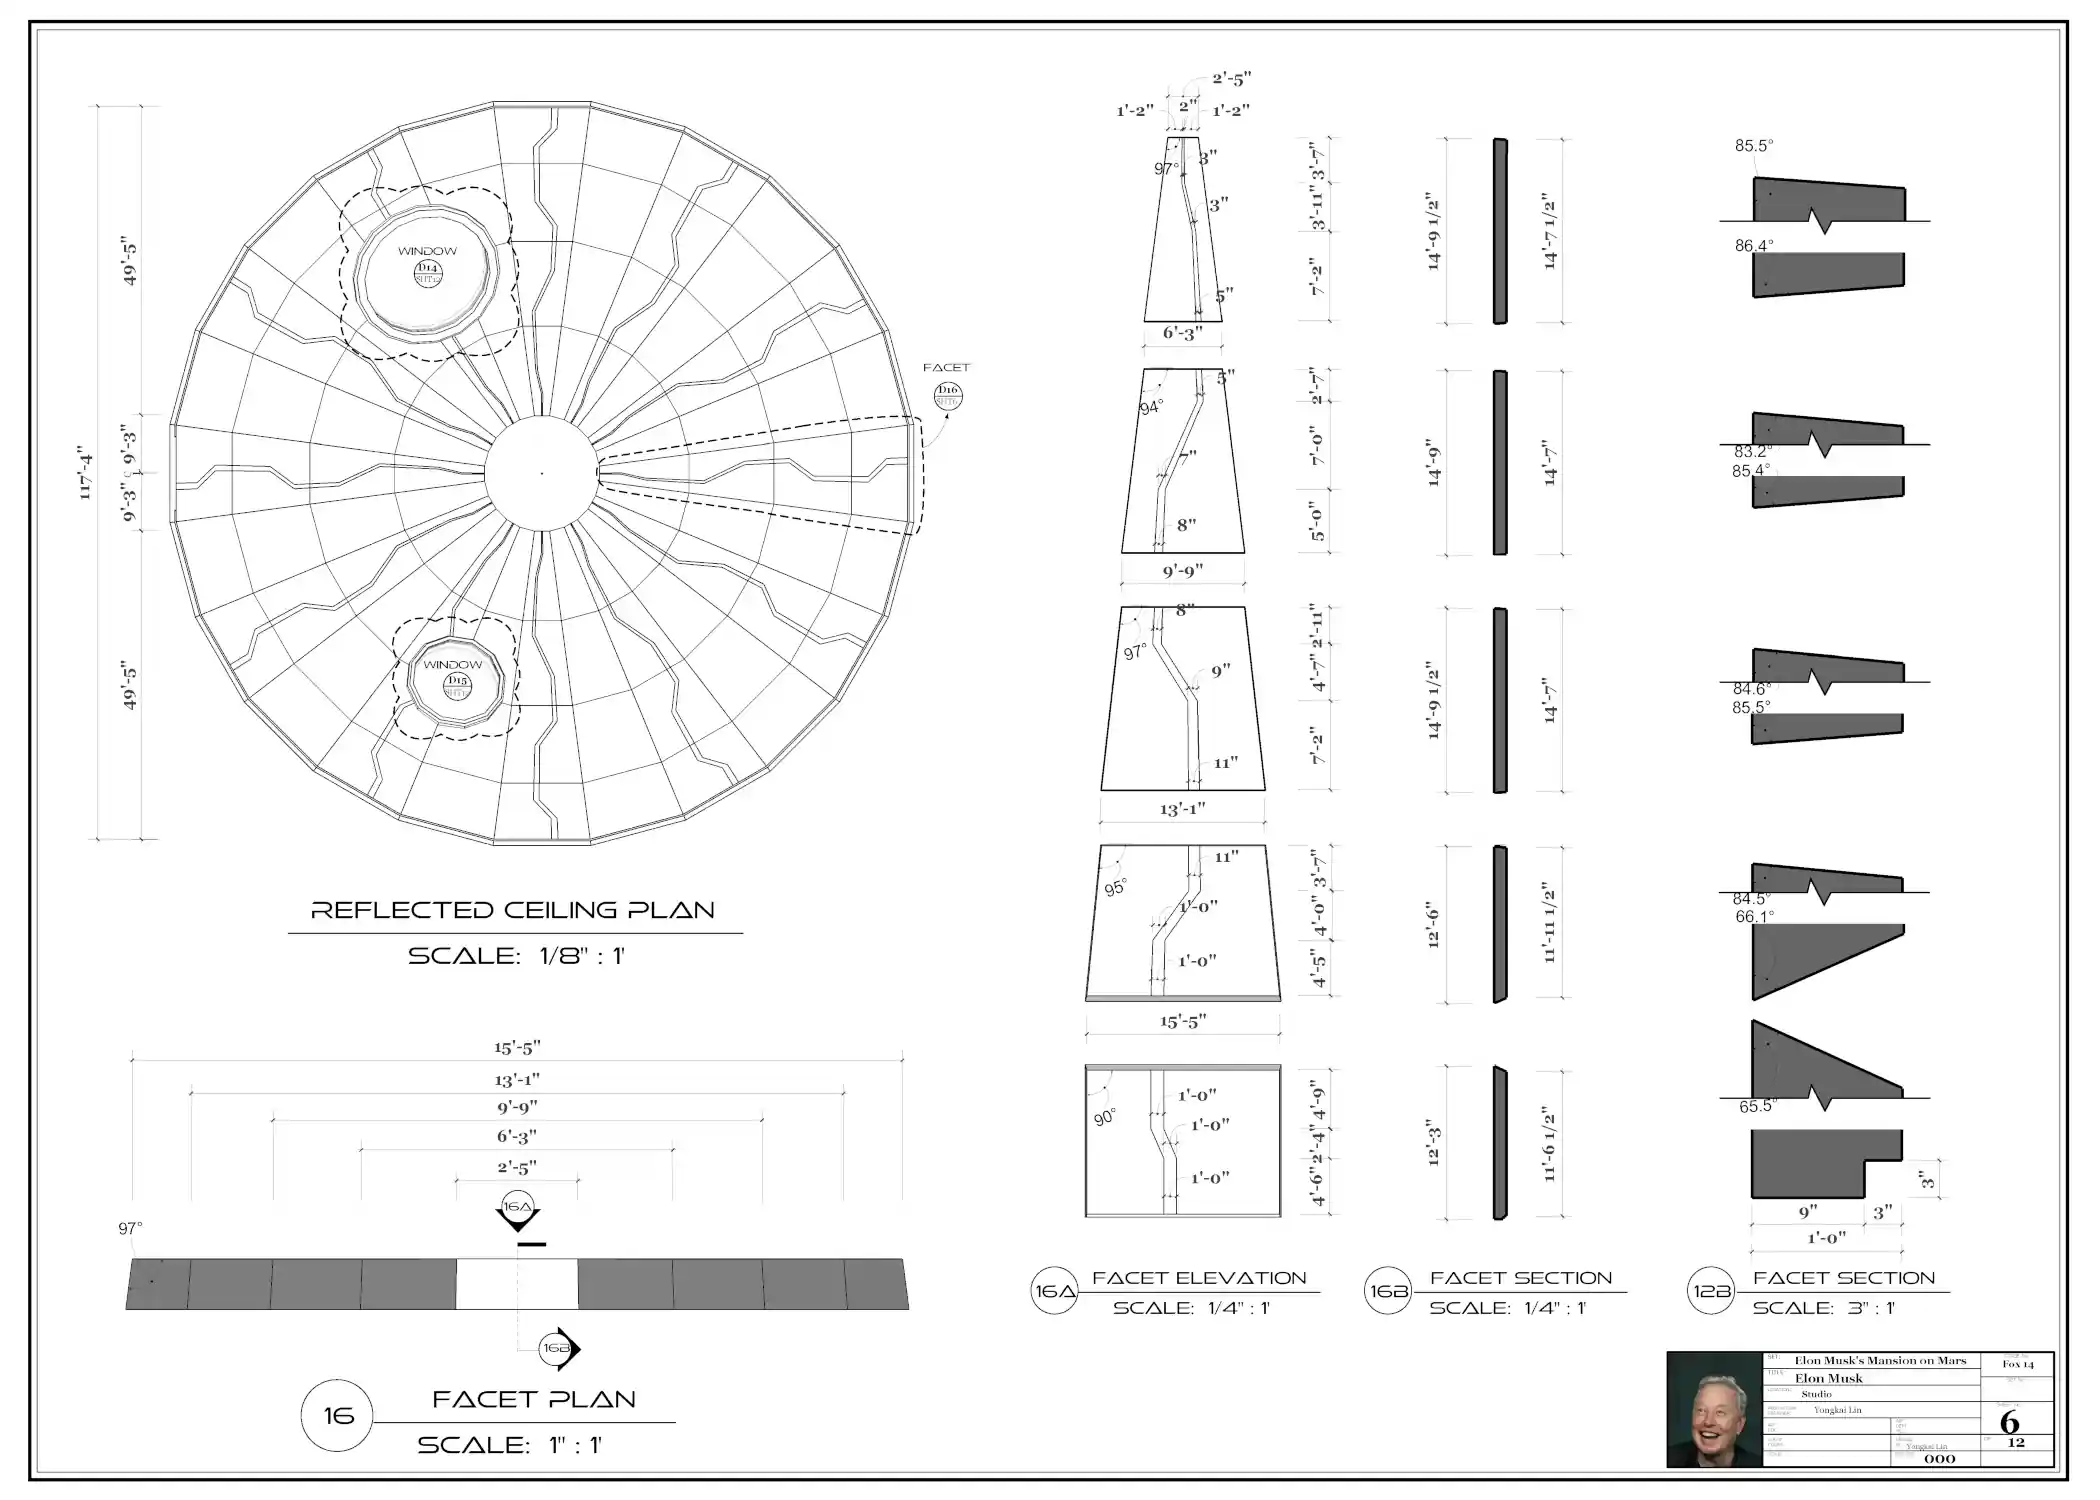 117'-4"
49'-5"
9'-3"
9'-3"
49'-5"
WINDOW
D14
WINDOW
D15
FACET
D16
SHT6
REFLECTED CEILING PLAN
SCALE: 1/8" : 1'
15'-5"
13'-1"
9'-9"
6'-3"
2'-5"
16A
97°
16B
16
FACET PLAN
SCALE: 1" : 1'
2'-5"
1'-2"
2"
1'-2"
97°
3"
3"
5"
6'-3"
3'-7"
3'-11"
7'-2"
5"
94°
7"
8"
9'-9"
2'-7"
7'-0"
5'-0"
8"
97°
9"
11"
13'-1"
2'-11"
4'-7"
7'-2"
11"
95°
1'-0"
1'-0"
15'-5"
3'-7"
4'-0"
4'-5"
90°
1'-0"
1'-0"
1'-0"
4'-9"
2'-4"
4'-6"
16A
FACET ELEVATION
SCALE: 1/4" : 1'
14'-9 1/2"
14'-7 1/2"
14'-9"
14'-7"
14'-9 1/2"
14'-7"
12'-6"
11'-11 1/2"
12'-3"
11'-6 1/2"
16B
FACET SECTION
SCALE: 1/4" : 1'
85.5°
86.4°
83.2°
85.4°
84.6°
85.5°
84.5°
66.1°
65.5°
3"
9"
3"
1'-0"
12B
FACET SECTION
SCALE: 3" : 1'
SET:
Elon Musk's Mansion on Mars
TITLE:
Elon Musk
Studio
Yongkai Lin
Yongkai Lin
000
Fox 14
6
12